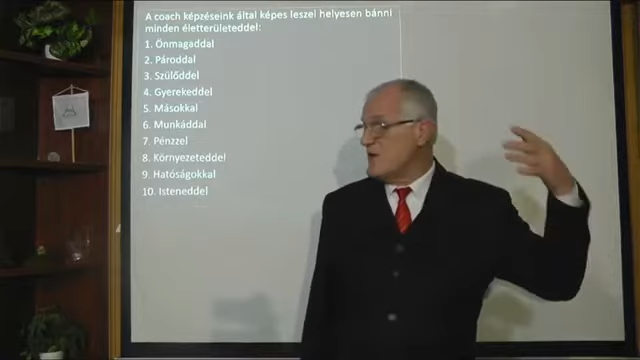 A coach képzéseink által képes leszel helyesen bánni
minden életterületeddel:
1. Önmagaddal
2. Pároddal
3. Szülőddel
4. Gyerekeddel
5. Másokkal
6. Munkáddal
7. Pénzzel
8. Környezeteddel
9. Hatóságokkal
10. Isteneddel